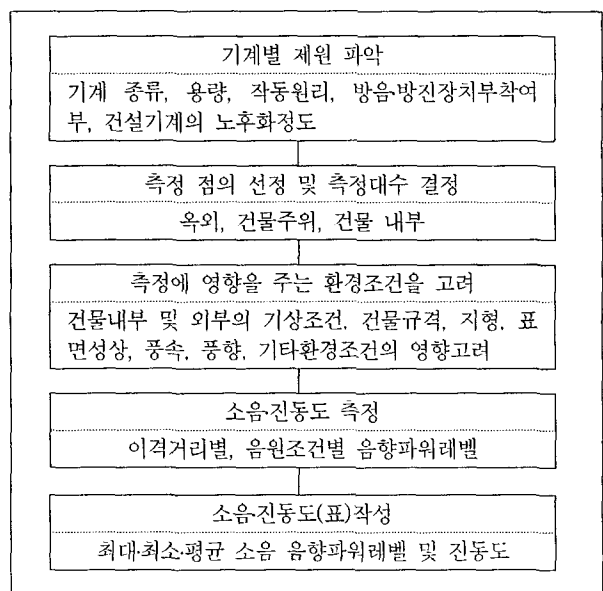 기계별 제원 파악
기계 종류, 용량, 작동원리, 방음·방진장치부착여
부, 건설기계의 노후화정도
측정 점의 선정 및 측정대수 결정
옥외, 건물주위, 건물 내부
측정에 영향을 주는 환경조건을 고려
건물내부 및 외부의 기상조건, 건물규격, 지형, 표
면성상, 풍속, 풍향, 기타환경조건의 영향고려
소음·진동도 측정
이격거리별, 음원조건별 음향파워레벨
소음·진동도(표)작성
최대·최소·평균 소음 음향파워레벨 및 진동도